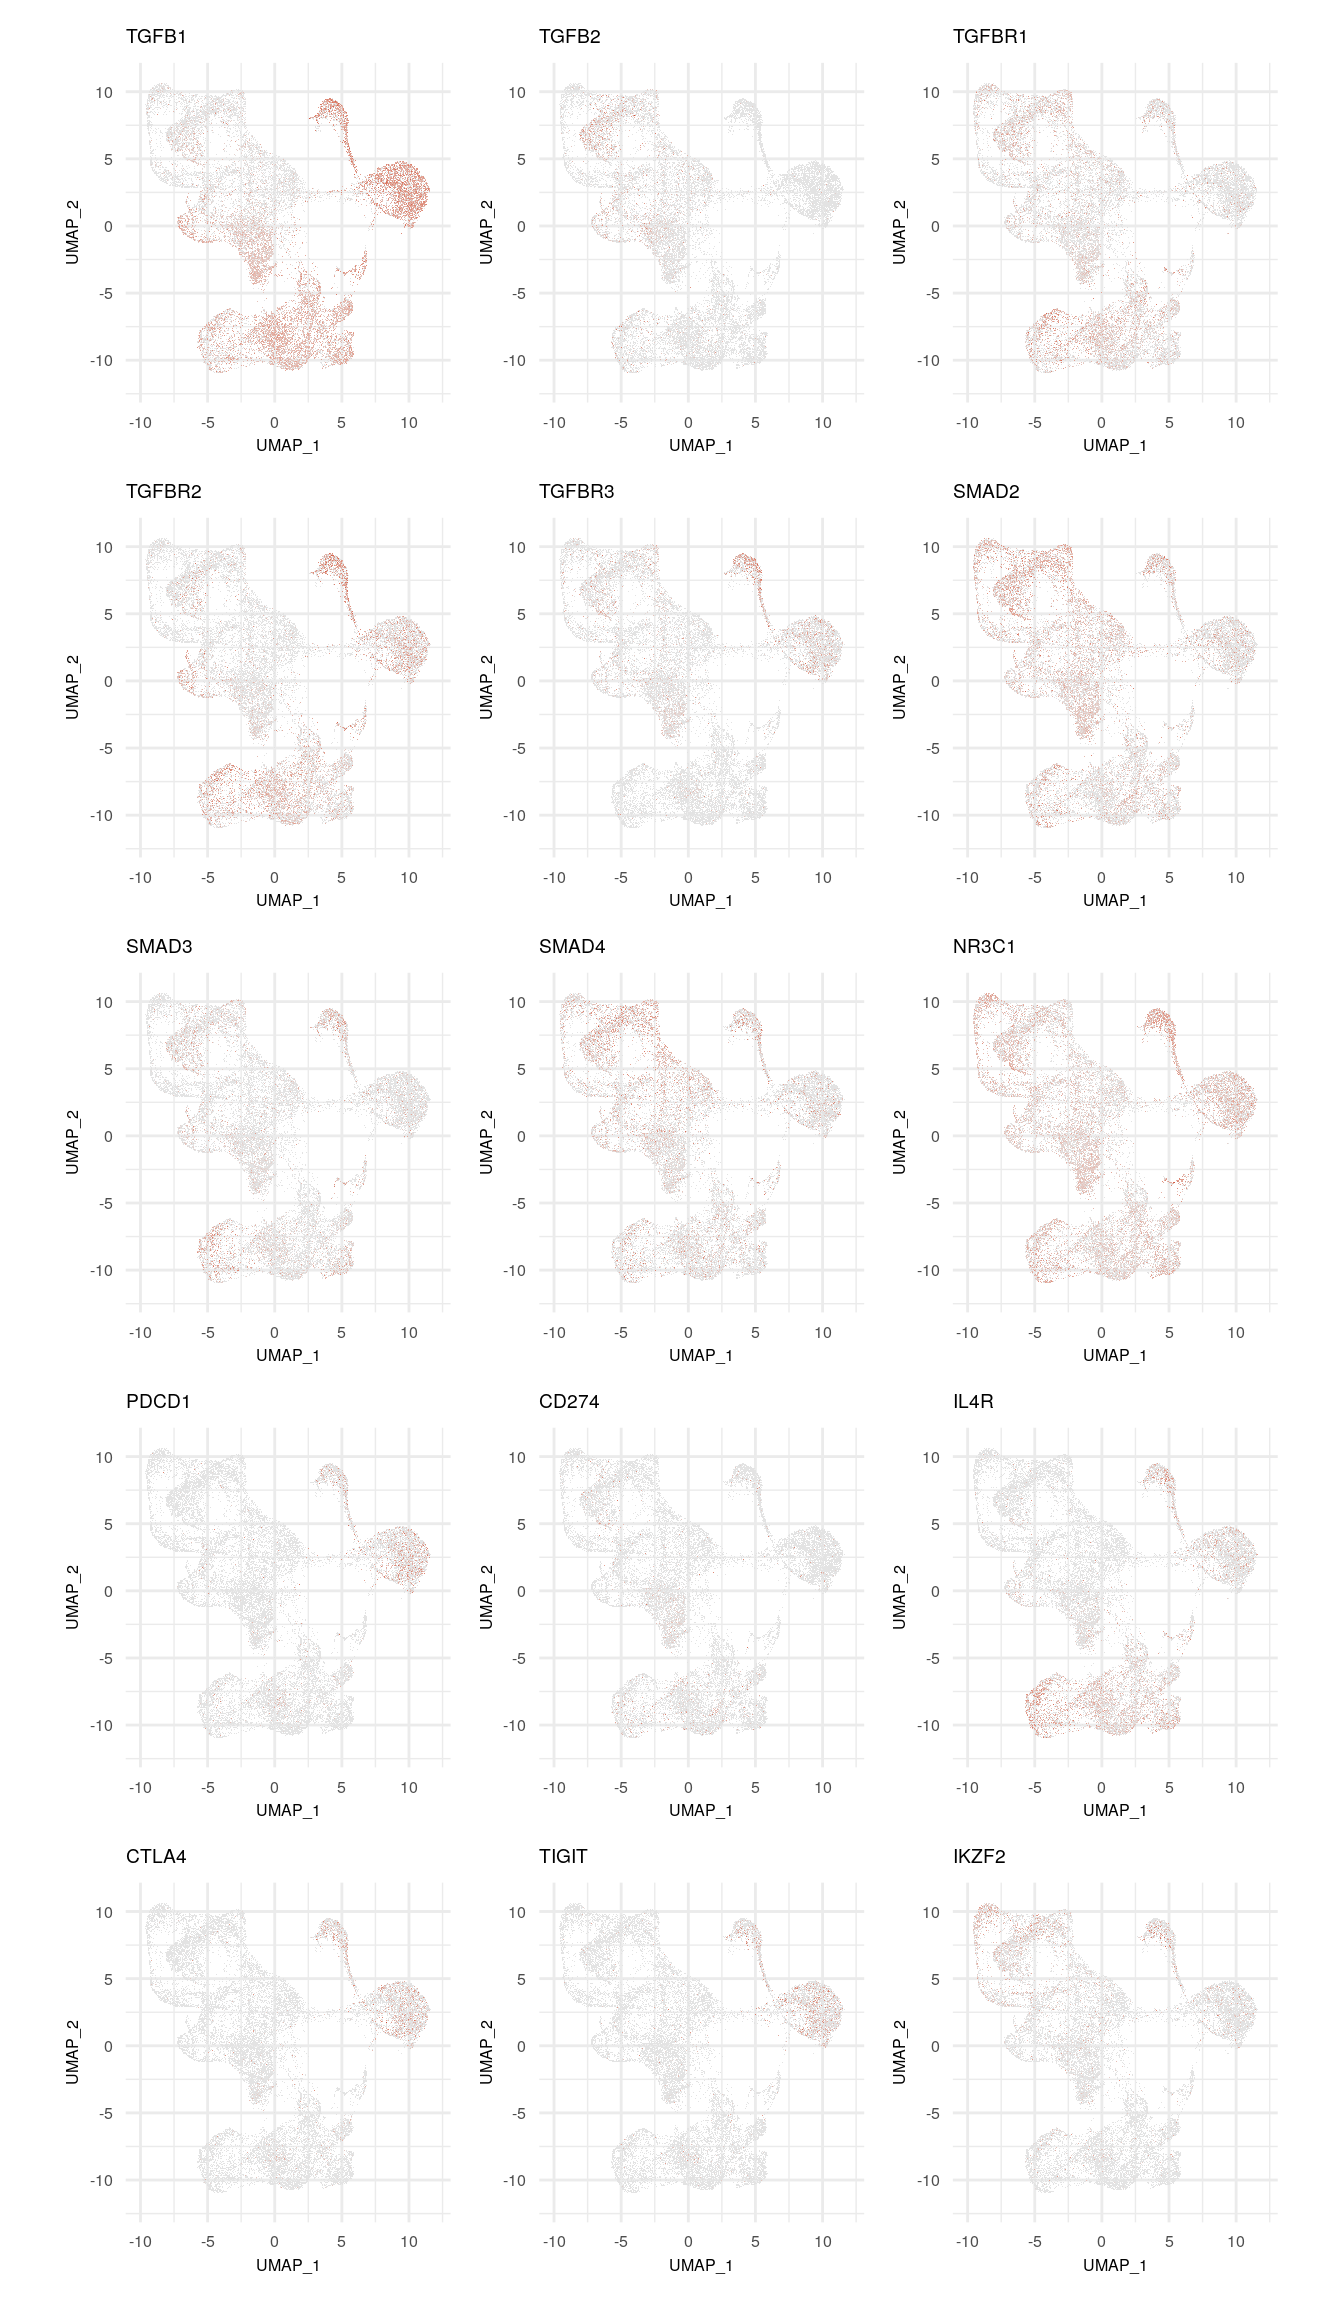 TGFB1 TGFB2 TGFBR1
10 10 10
5 5 5
0 0 0
-5 -5 -5
-10 -10 -10
UMAP_2 UMAP_2 UMAP_2
-10 -5 0 5 10 -10 -5 0 5 10 -10 -5 0 5 10
UMAP_1 UMAP_1 UMAP_1
TGFBR2 TGFBR3 SMAD2
10 10 10
5 5 5
0 0 0
-5 -5 -5
-10 -10 -10
UMAP_2 UMAP_2 UMAP_2
-10 -5 0 5 10 -10 -5 0 5 10 -10 -5 0 5 10
UMAP_1 UMAP_1 UMAP_1
SMAD3 SMAD4 NR3C1
10 10 10
5 5 5
0 0 0
-5 -5 -5
-10 -10 -10
UMAP_2 UMAP_2 UMAP_2
-10 -5 0 5 10 -10 -5 0 5 10 -10 -5 0 5 10
UMAP_1 UMAP_1 UMAP_1
PDCD1 CD274 IL4R
10 10 10
5 5 5
0 0 0
-5 -5 -5
-10 -10 -10
UMAP_2 UMAP_2 UMAP_2
-10 -5 0 5 10 -10 -5 0 5 10 -10 -5 0 5 10
UMAP_1 UMAP_1 UMAP_1
CTLA4 TIGIT IKZF2
10 10 10
5 5 5
0 0 0
-5 -5 -5
-10 -10 -10
UMAP_2 UMAP_2 UMAP_2
-10 -5 0 5 10 -10 -5 0 5 10 -10 -5 0 5 10
UMAP_1 UMAP_1 UMAP_1